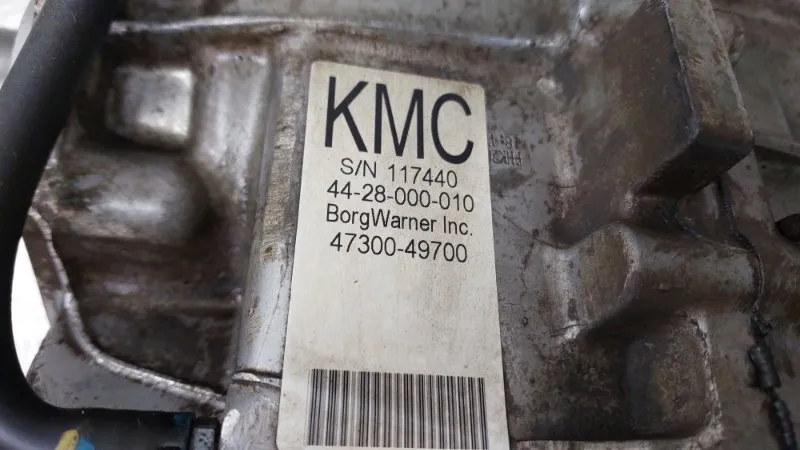 KMC
S/N 117440
44-28-000-010
BorgWarner Inc.
47300-49700